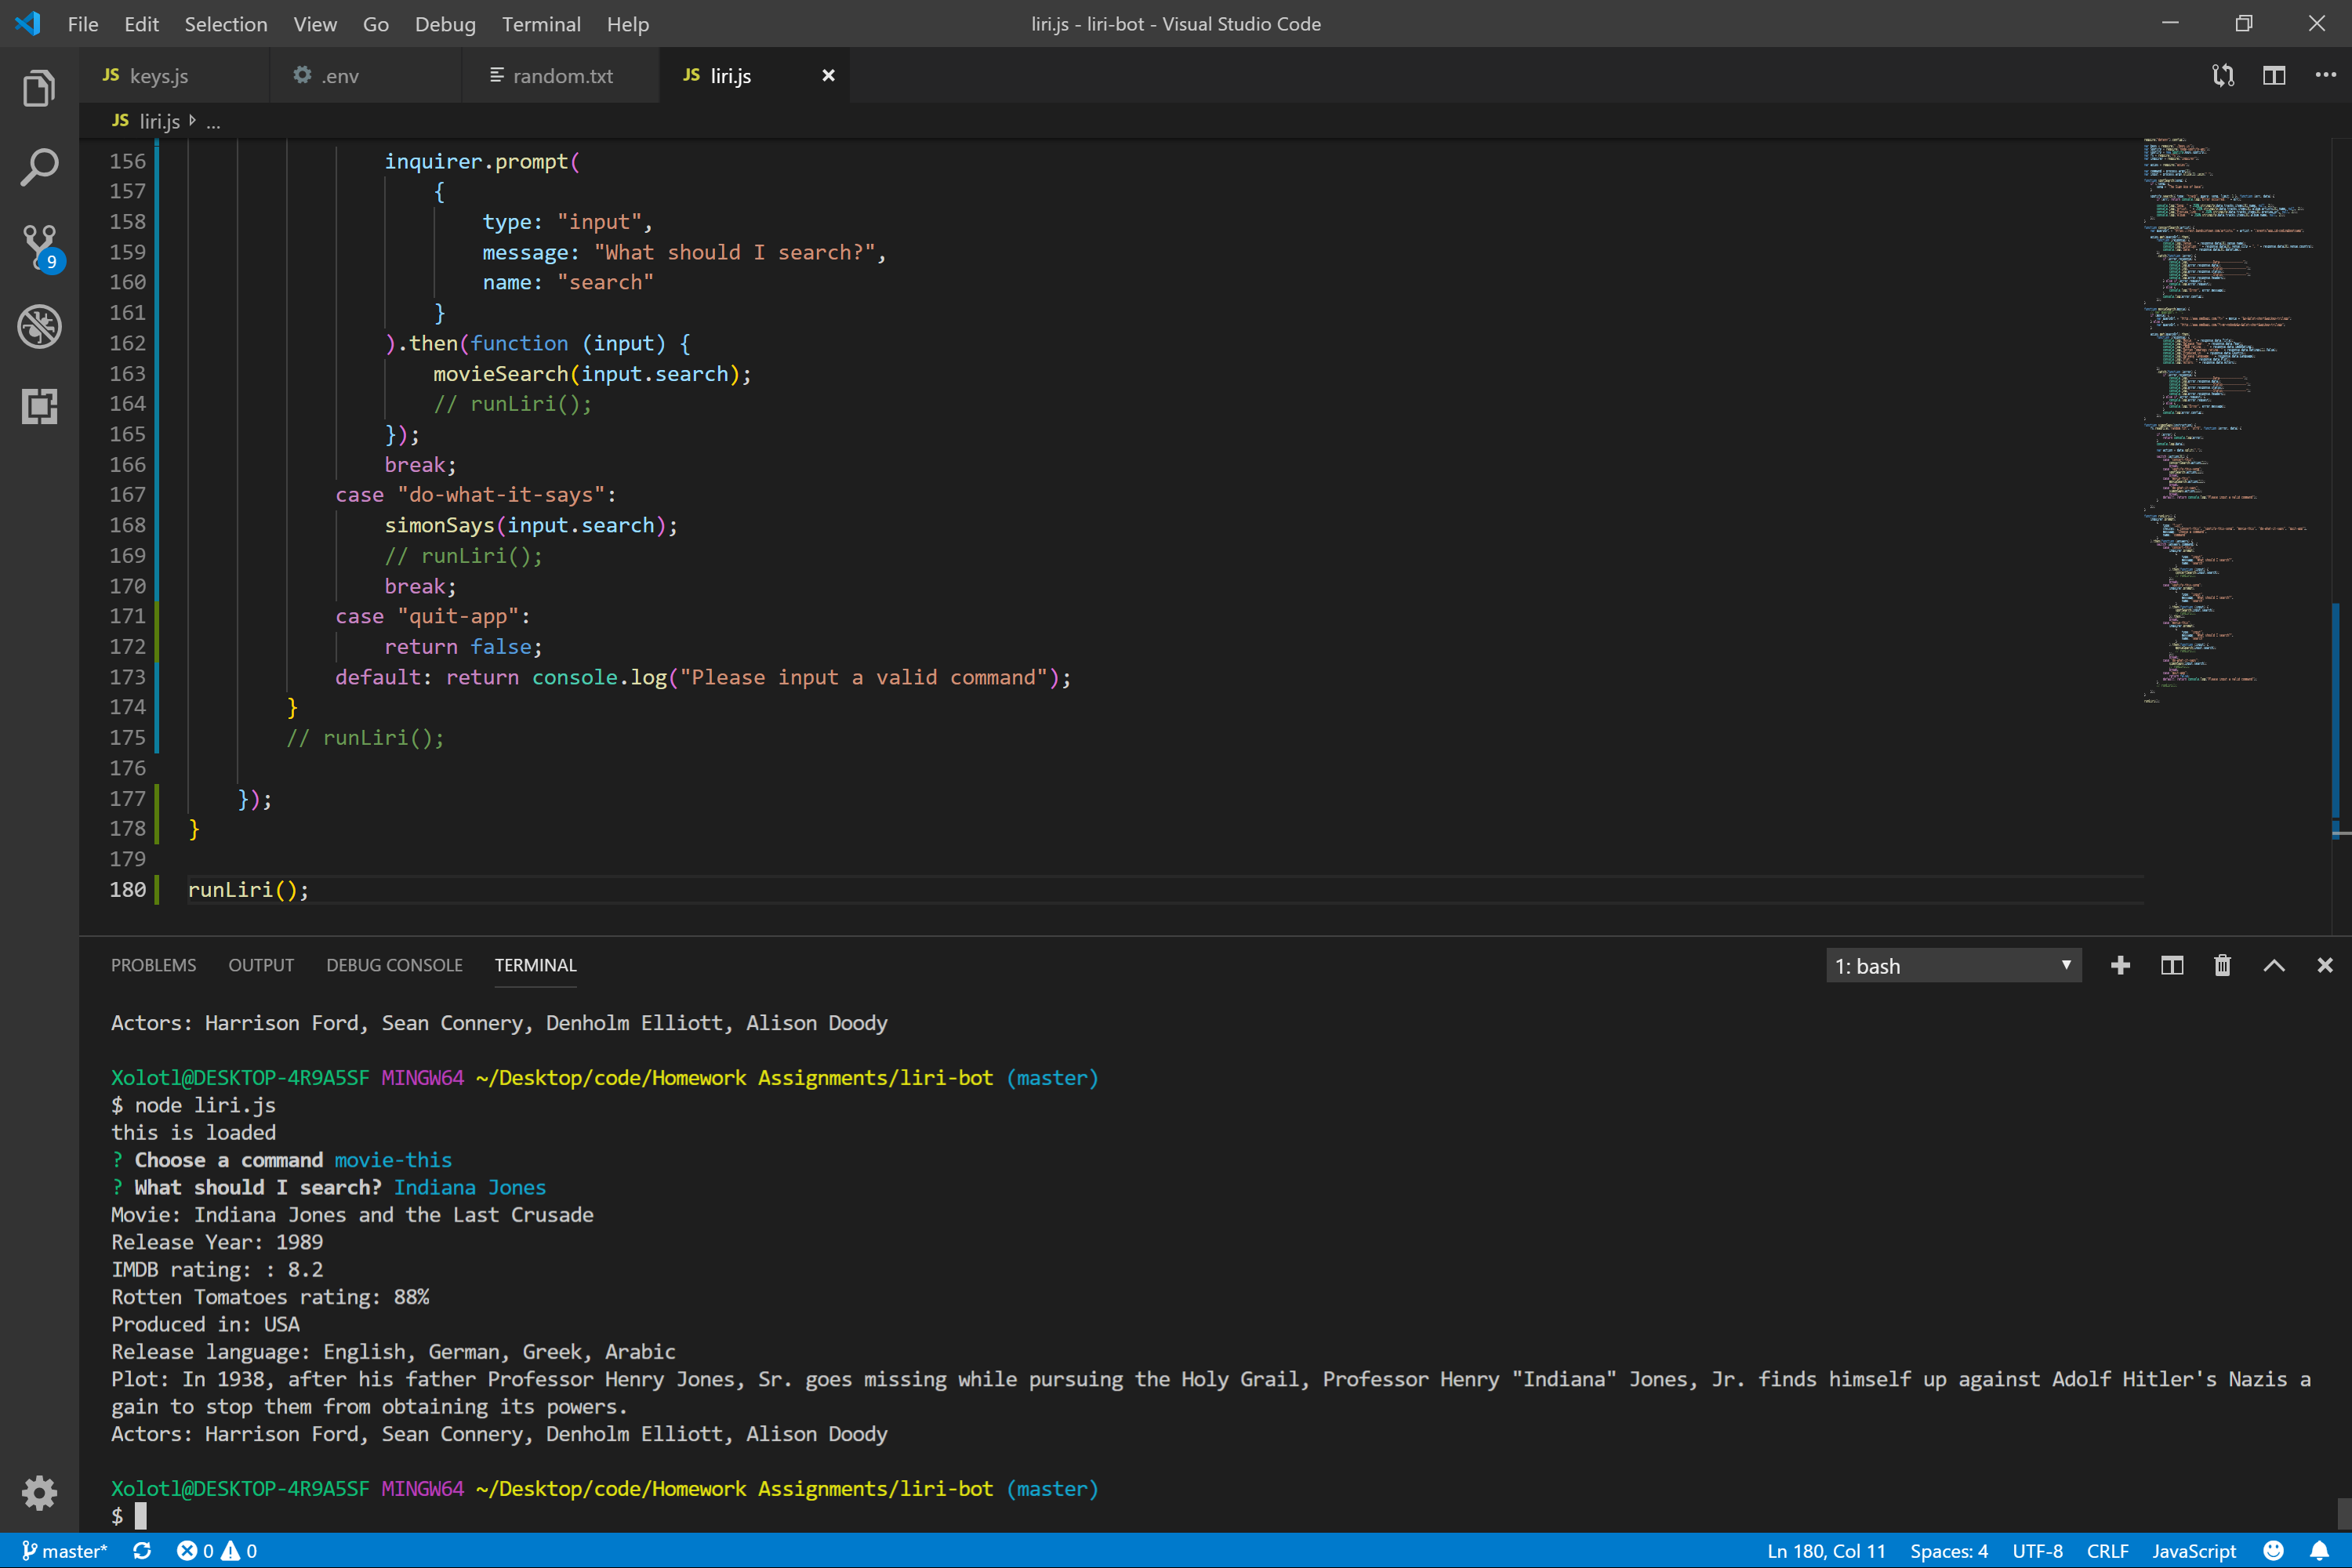 File Edit Selection View Go Debug Terminal Help
liri.js - liri-bot - Visual Studio Code
JS keys.js
.env
random.txt
JS liri.js
JS liri.js ...
9
156 inquirer.prompt(
157 {
158 type: "input",
159 message: "What should I search?",
160 name: "search"
161 }
162 ).then(function (input) {
163 movieSearch(input.search);
164 // runLiri();
165 });
166 break;
167 case "do-what-it-says":
168 simonSays(input.search);
169 // runLiri();
170 break;
171 case "quit-app":
172 return false;
173 default: return console.log("Please input a valid command");
174 }
175 // runLiri();
176
177 });
178 }
179
180 runLiri();
PROBLEMS OUTPUT DEBUG CONSOLE TERMINAL
1: bash
Actors: Harrison Ford, Sean Connery, Denholm Elliott, Alison Doody
Xolotl@DESKTOP-4R9A5SF MINGW64 ~/Desktop/code/Homework Assignments/liri-bot (master)
$ node liri.js
this is loaded
? Choose a command movie-this
? What should I search? Indiana Jones
Movie: Indiana Jones and the Last Crusade
Release Year: 1989
IMDB rating: : 8.2
Rotten Tomatoes rating: 88%
Produced in: USA
Release language: English, German, Greek, Arabic
Plot: In 1938, after his father Professor Henry Jones, Sr. goes missing while pursuing the Holy Grail, Professor Henry "Indiana" Jones, Jr. finds himself up against Adolf Hitler's Nazis a
gain to stop them from obtaining its powers.
Actors: Harrison Ford, Sean Connery, Denholm Elliott, Alison Doody
Xolotl@DESKTOP-4R9A5SF MINGW64 ~/Desktop/code/Homework Assignments/liri-bot (master)
$
master* 0 0
Ln 180, Col 11 Spaces: 4 UTF-8 CRLF JavaScript